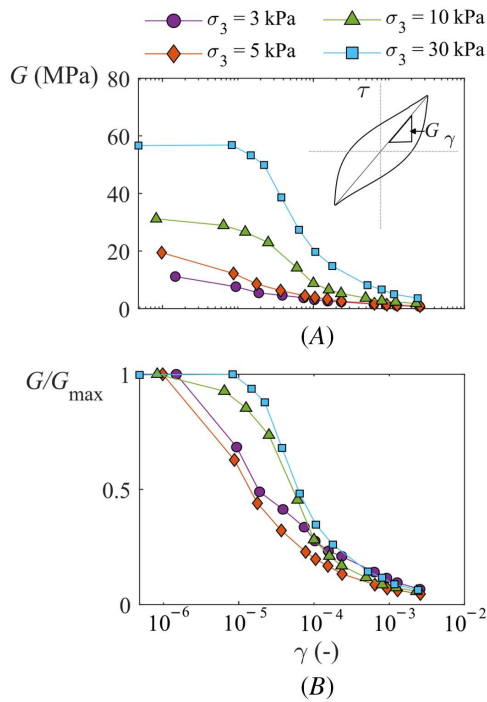 σ₃ = 3 kPa σ₃ = 10 kPa
σ₃ = 5 kPa σ₃ = 30 kPa
G (MPa)
80
60
40
20
0
τ
G
γ
(A)
G/G_max
1
0.5
0
10⁻⁶ 10⁻⁵ 10⁻⁴ 10⁻³ 10⁻²
γ (-)
(B)